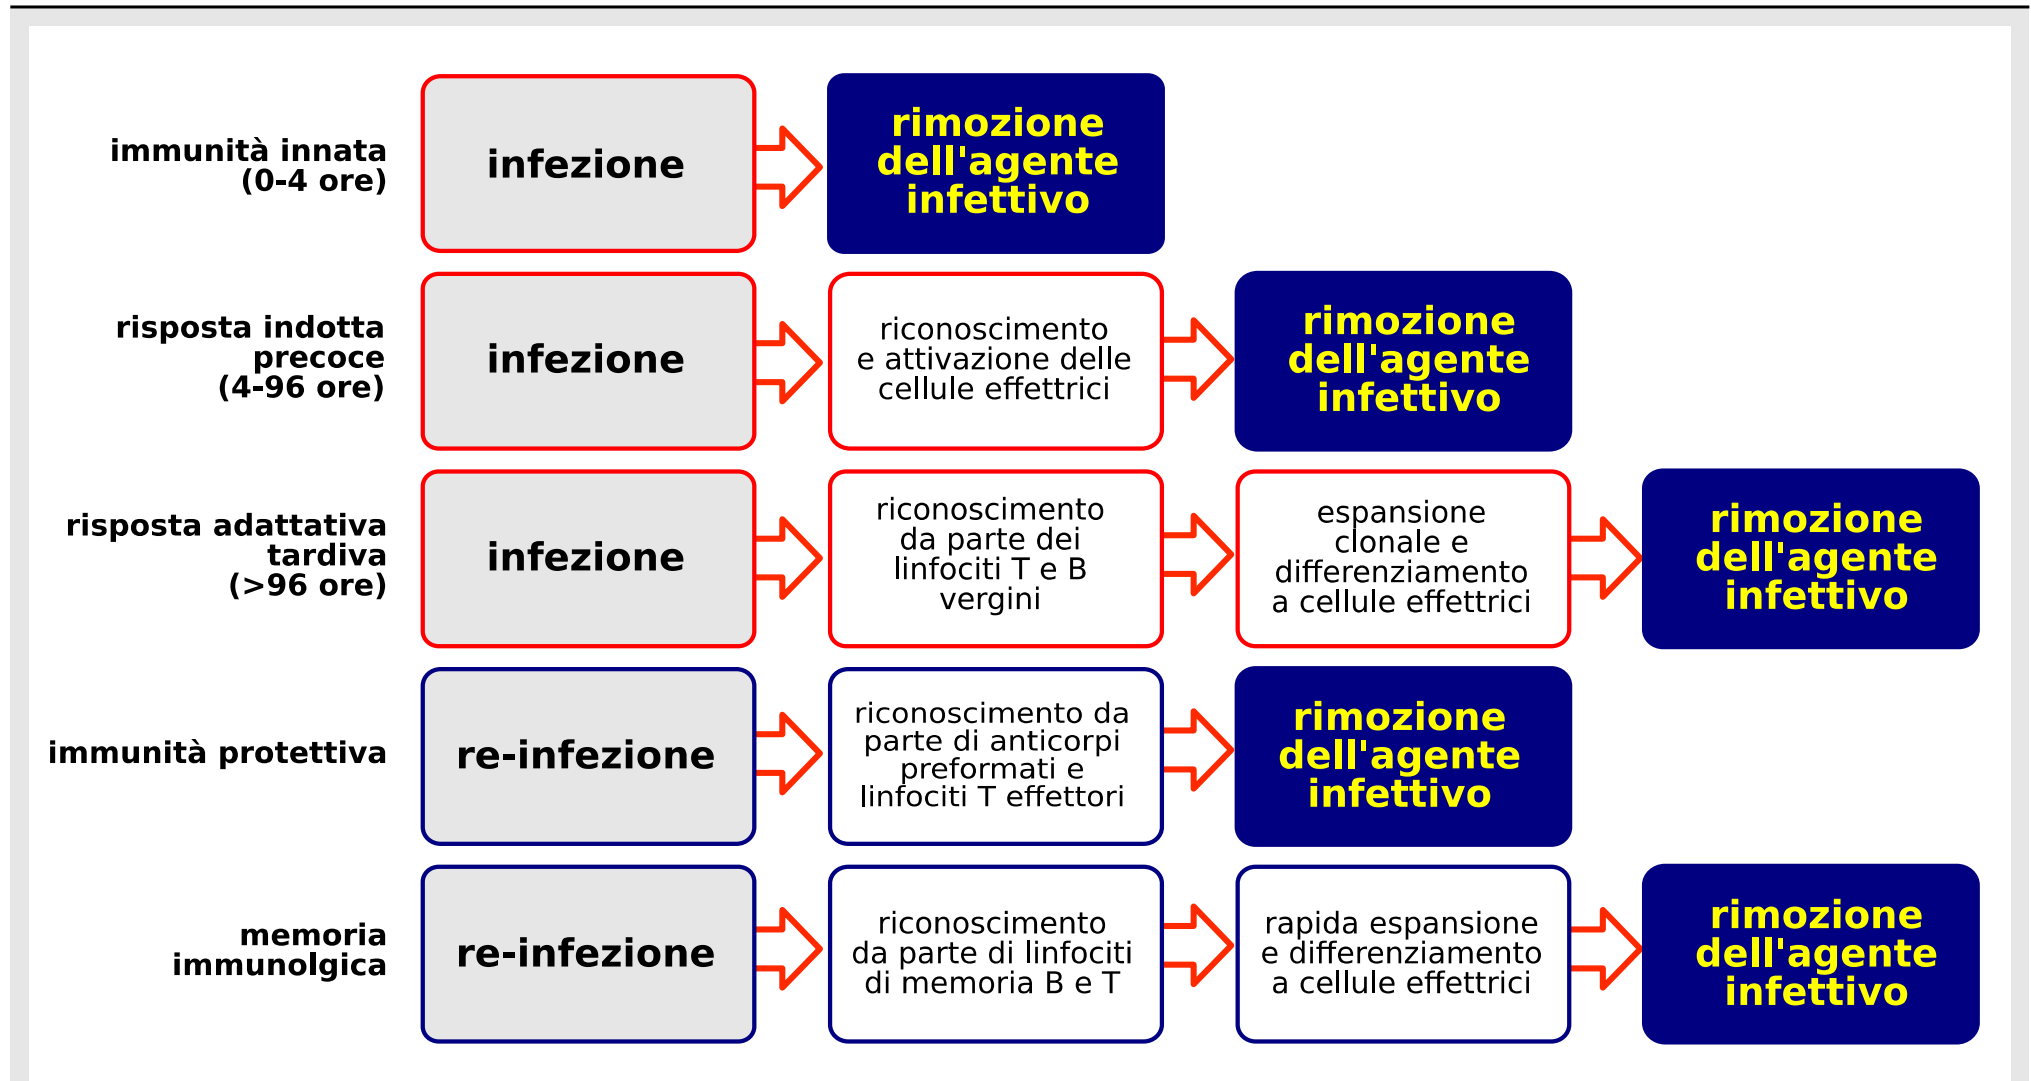 immunità innata
(0-4 ore)
infezione
rimozione
dell'agente
infettivo
risposta indotta
precoce
(4-96 ore)
infezione
riconoscimento
e attivazione delle
cellule effettrici
rimozione
dell'agente
infettivo
risposta adattativa
tardiva
(>96 ore)
infezione
riconoscimento
da parte dei
linfociti T e B
vergini
espansione
clonale e
differenziamento
a cellule effettrici
rimozione
dell'agente
infettivo
immunità protettiva
re-infezione
riconoscimento da
parte di anticorpi
preformati e
linfociti T effettori
rimozione
dell'agente
infettivo
memoria
immunolgica
re-infezione
riconoscimento
da parte di linfociti
di memoria B e T
rapida espansione
e differenziamento
a cellule effettrici
rimozione
dell'agente
infettivo